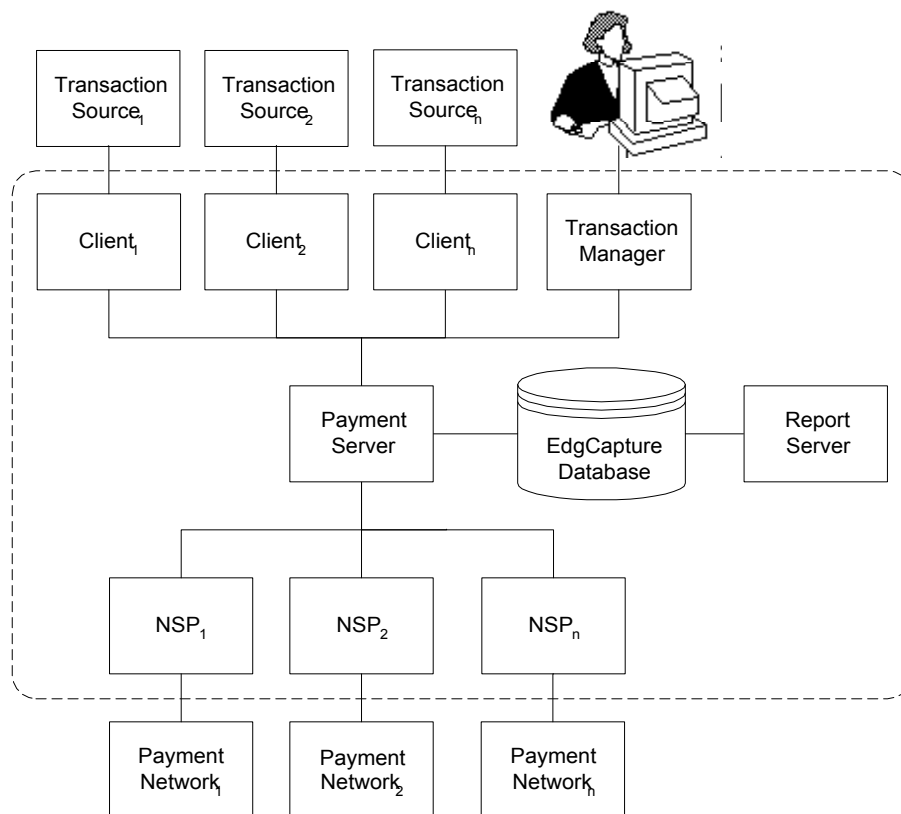 Transaction
Source1
Transaction
Source2
Transaction
Sourcen
Client1
Client2
Clientn
Transaction
Manager
Payment
Server
EdgCapture
Database
Report
Server
NSP1
NSP2
NSPn
Payment
Network1
Payment
Network2
Payment
Networkn